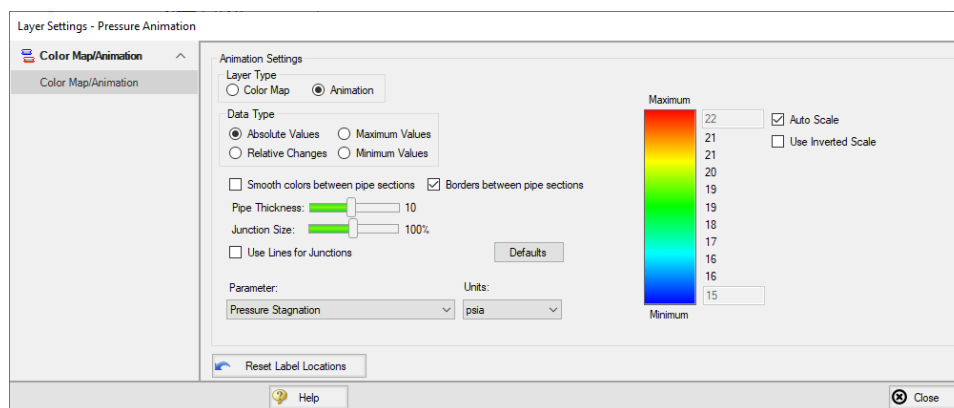 Layer Settings - Pressure Animation
Color Map/Animation
Color Map/Animation
Animation Settings
Layer Type
Color Map Animation
Data Type
Absolute Values Maximum Values
Relative Changes Minimum Values
Smooth colors between pipe sections Borders between pipe sections
Pipe Thickness: 10
Junction Size: 100%
Use Lines for Junctions Defaults
Parameter: Units:
Pressure Stagnation psia
Reset Label Locations
Maximum
22 Auto Scale
21 Use Inverted Scale
21
20
19
19
18
17
16
16
15
Minimum
Help Close